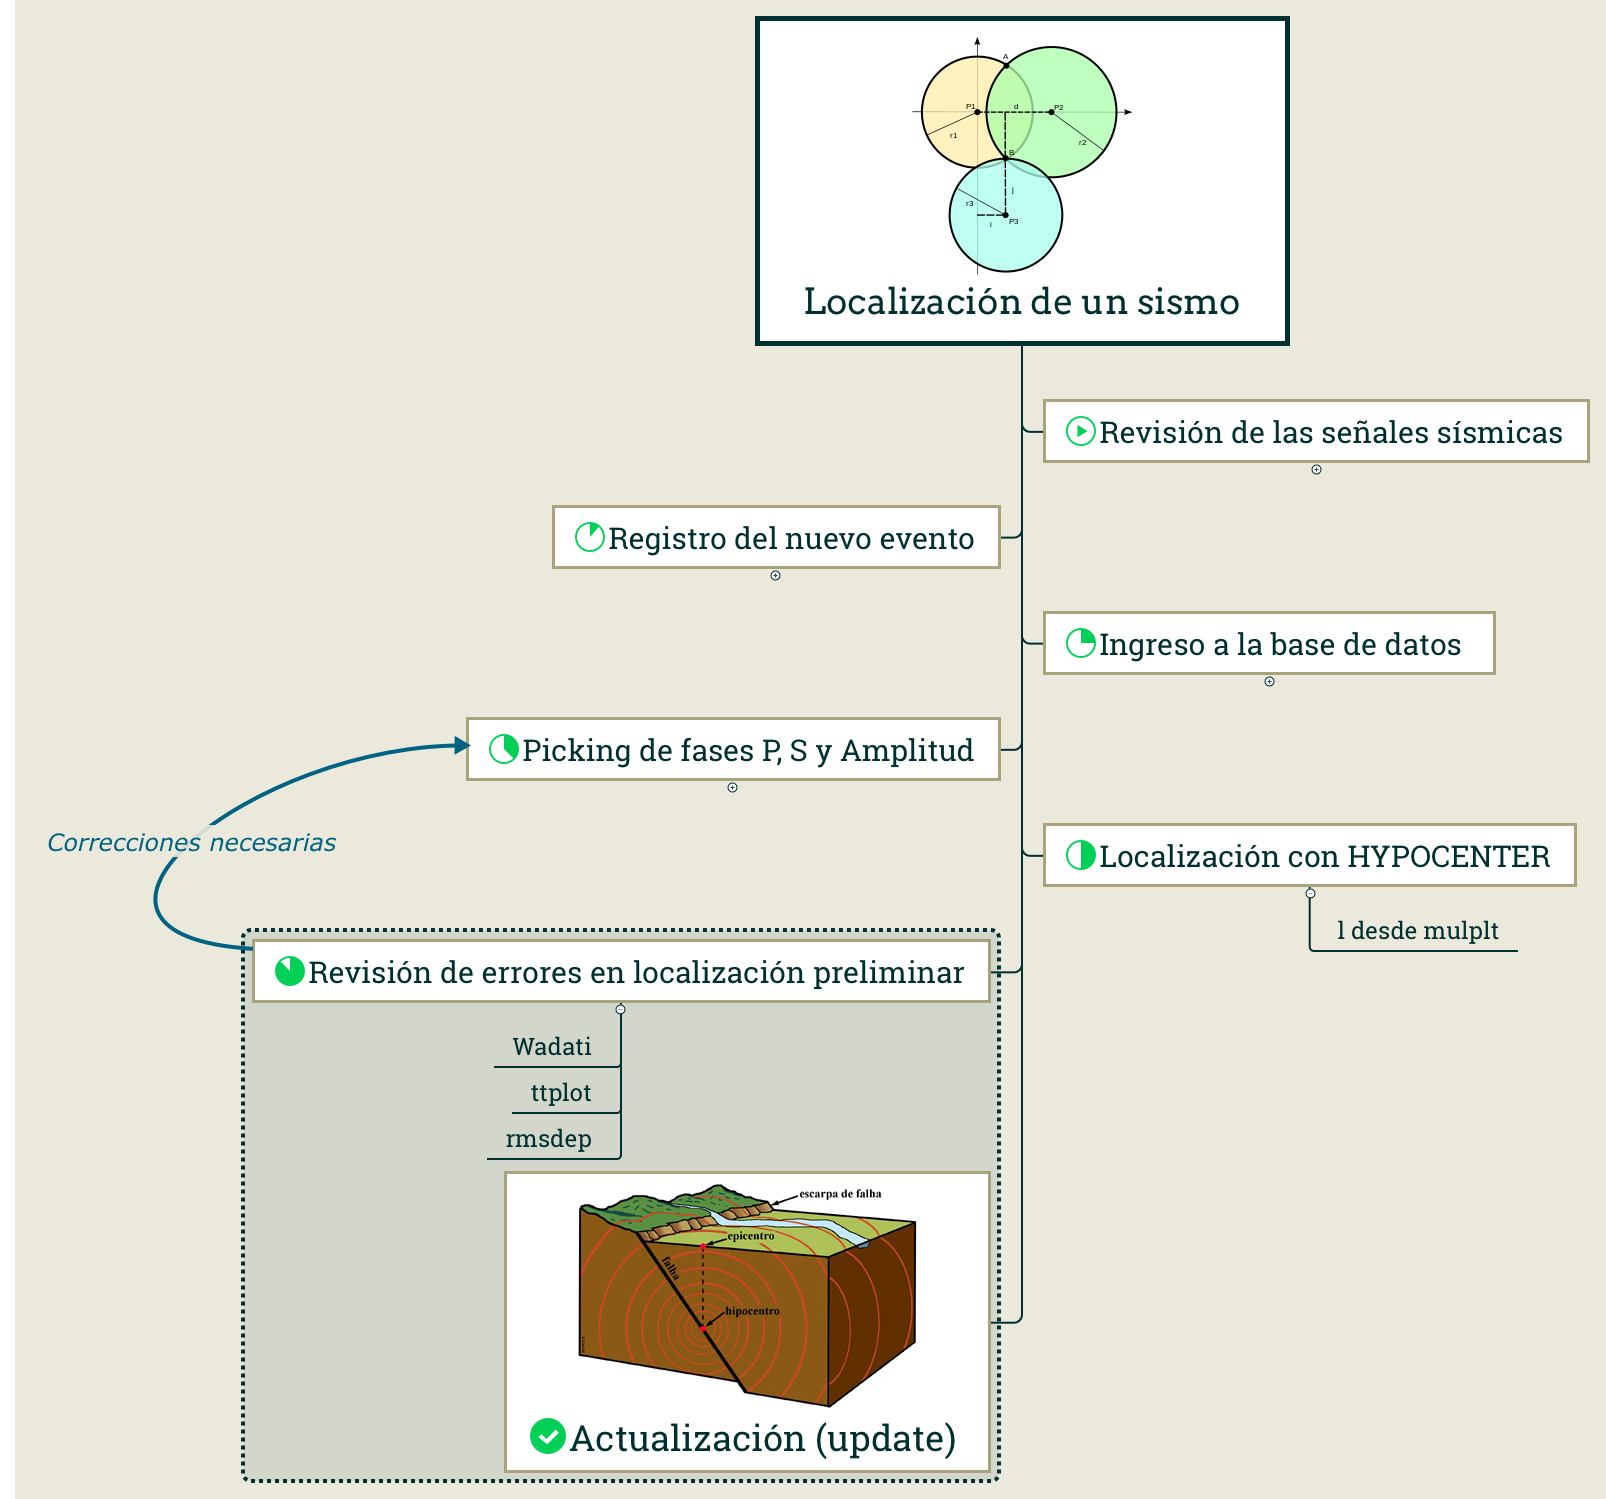 A
P1
d
P2
r1
r2
B
j
r3
P3
i
Localización de un sismo
Revisión de las señales sísmicas
Registro del nuevo evento
Ingreso a la base de datos
Picking de fases P, S y Amplitud
Correcciones necesarias
Localización con HYPOCENTER
l desde mulplt
Revisión de errores en localización preliminar
Wadati
ttplot
rmsdep
escarpa de falha
epicentro
falha
hipocentro
Actualización (update)